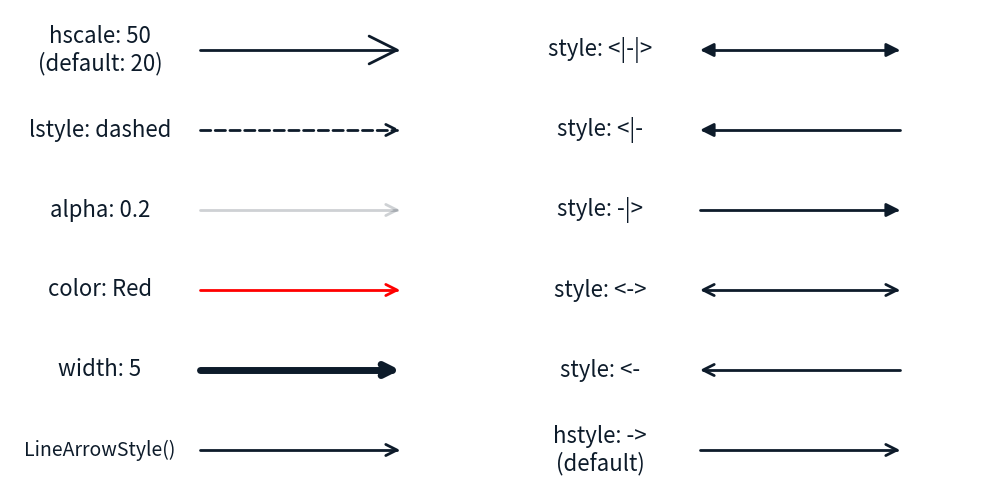 hscale: 50
(default: 20)
lstyle: dashed
alpha: 0.2
color: Red
width: 5
LineArrowStyle()
style: <|-|>
style: <|-
style: -|>
style: <->
style: <-
hstyle: ->
(default)